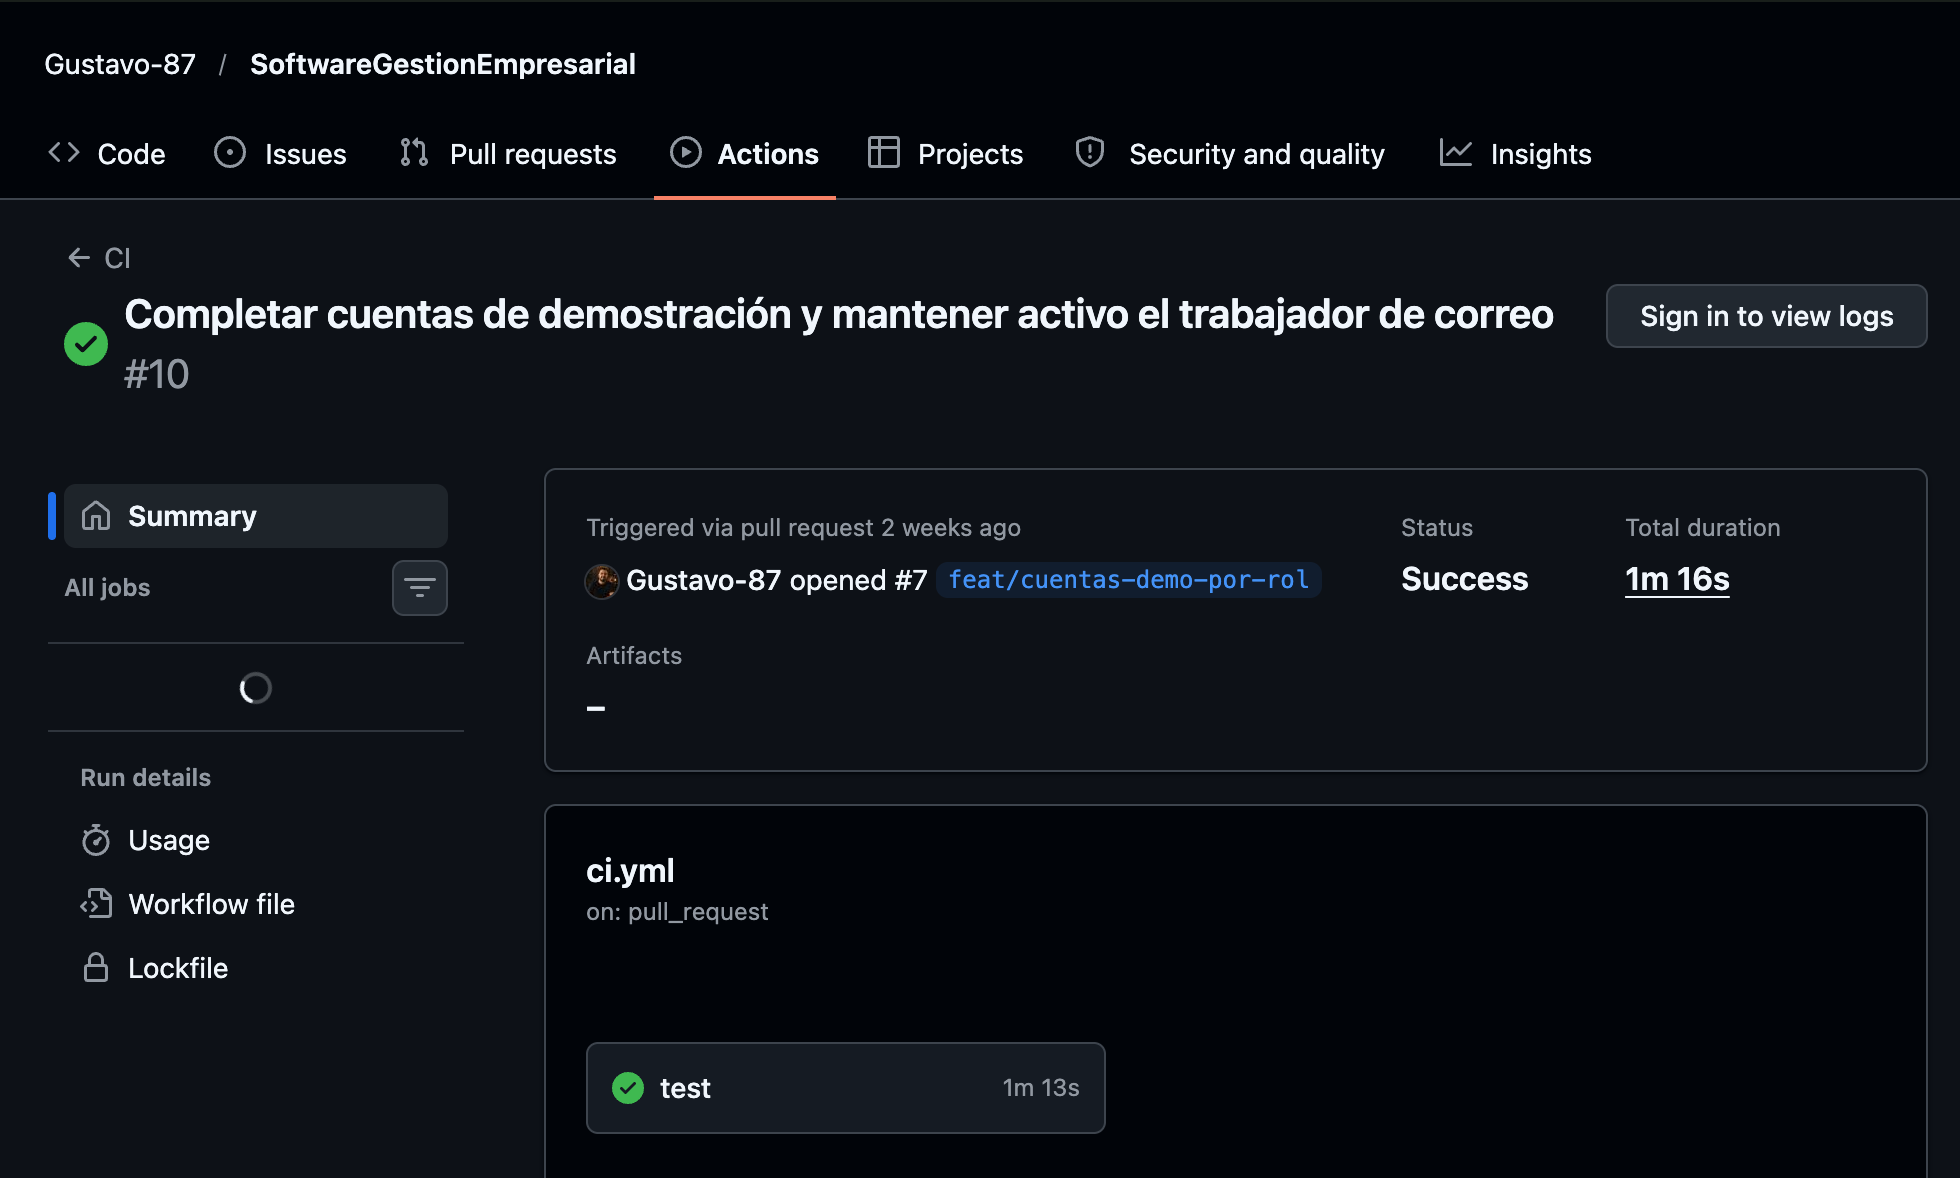 Gustavo-87 / SoftwareGestionEmpresarial
Code Issues Pull requests Actions Projects Security and quality Insights
← CI
Completar cuentas de demostración y mantener activo el trabajador de correo
#10
Sign in to view logs
Summary
All jobs
Run details
Usage
Workflow file
Lockfile
Triggered via pull request 2 weeks ago
Gustavo-87 opened #7 feat/cuentas-demo-por-rol
Status
Success
Total duration
1m 16s
Artifacts
–
ci.yml
on: pull_request
test 1m 13s